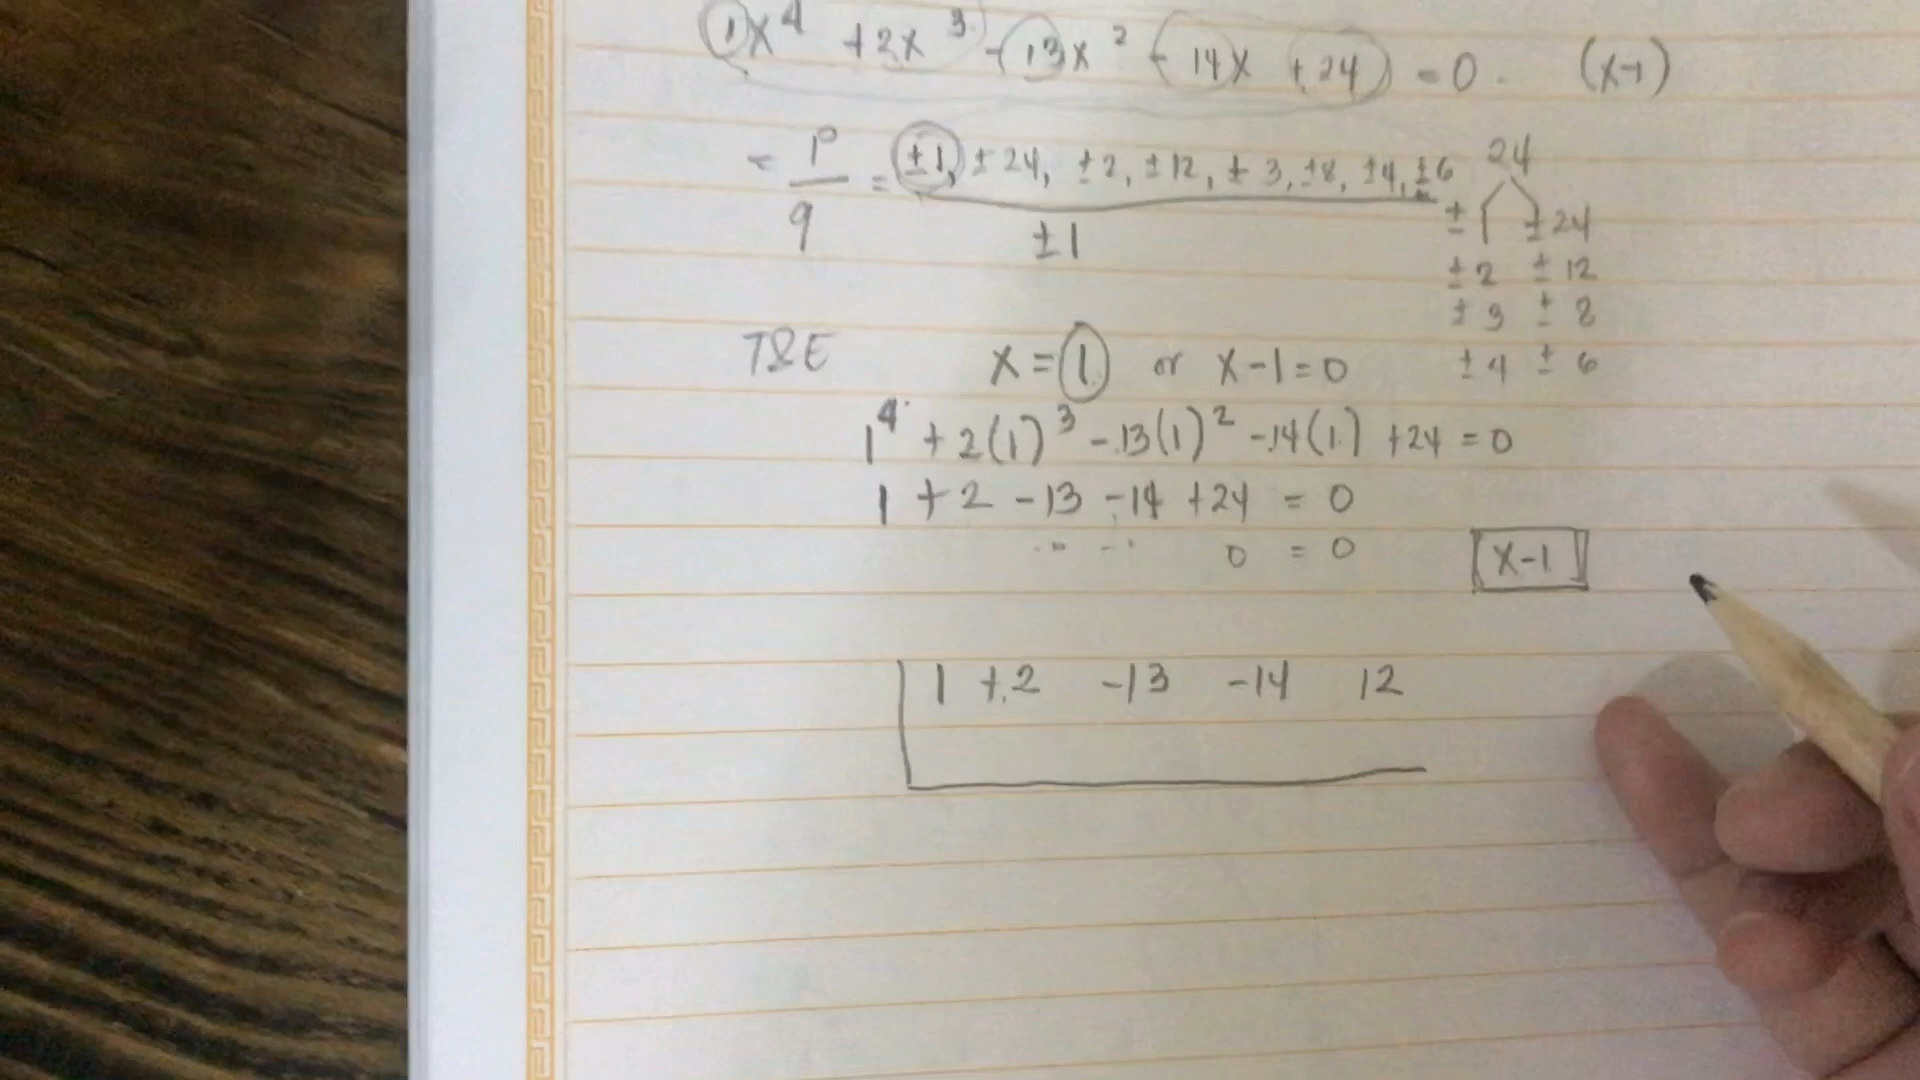 1x⁴ + 2x³ - 13x² - 14x + 24 = 0. (x-1)
= P/q = ±1, ±24, ±2, ±12, ±3, ±8, ±4, ±6 / ±1
24
±1 ±24
±2 ±12
±3 ±8
±4 ±6
T&E x = 1 or x-1=0
1⁴ + 2(1)³ - 13(1)² - 14(1) + 24 = 0
1 + 2 - 13 - 14 + 24 = 0
0 = 0
x-1
1 +2 -13 -14 12